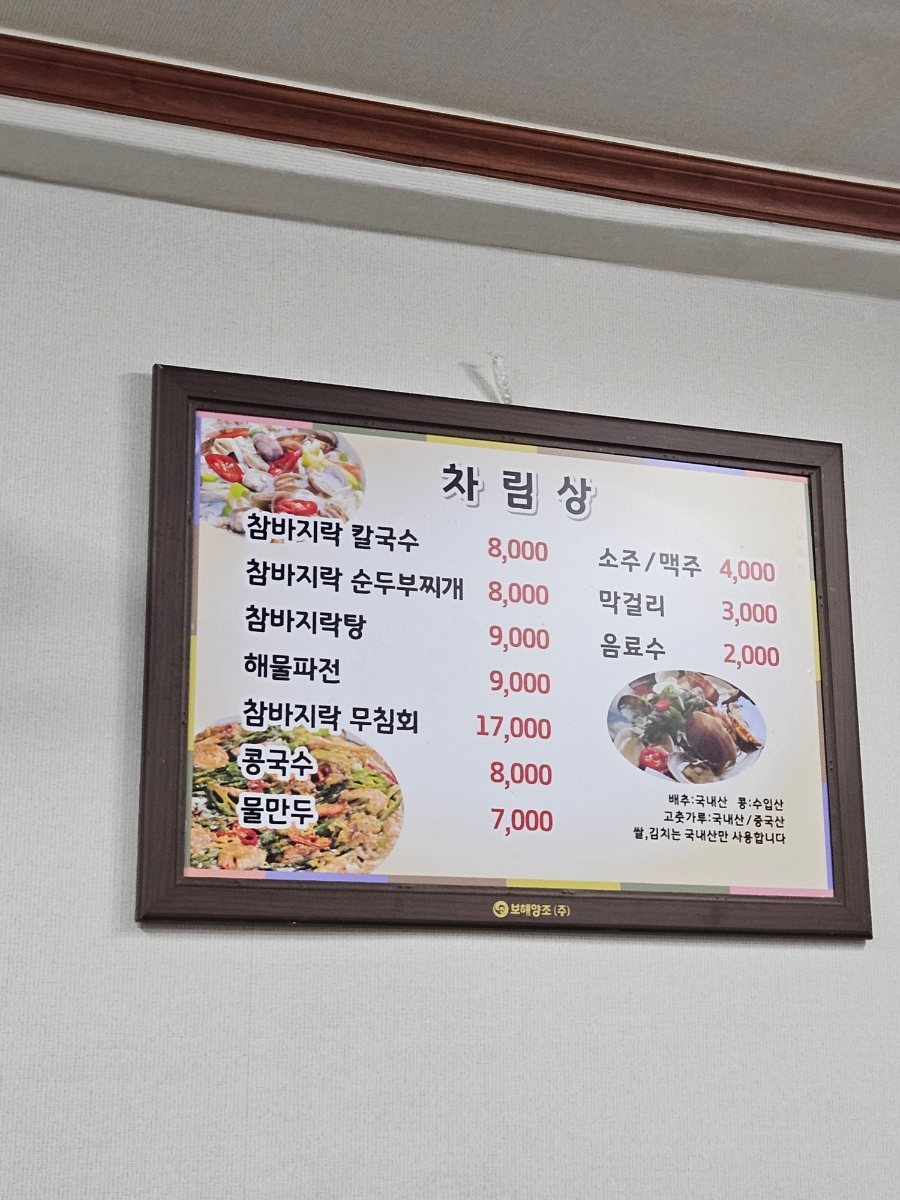 차림상
참바지락 칼국수 8,000
참바지락 순두부찌개 8,000
참바지락탕 9,000
해물파전 9,000
참바지락 무침회 17,000
콩국수 8,000
물만두 7,000
소주/맥주 4,000
막걸리 3,000
음료수 2,000
배추:국내산 콩:수입산
고춧가루:국내산/중국산
쌀,김치는 국내산만 사용합니다
보해양조(주)